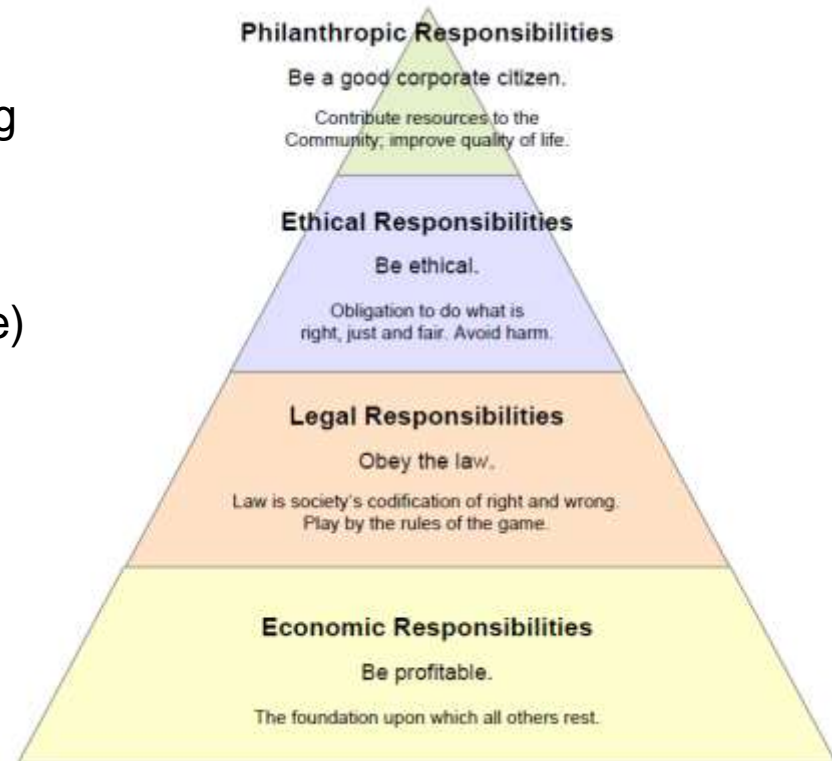 Philanthropic Responsibilities
Be a good corporate citizen.
Contribute resources to the
Community; improve quality of life.
g
Ethical Responsibilities
Be ethical.
Obligation to do what is
right, just and fair. Avoid harm.
e)
Legal Responsibilities
Obey the law.
Law is society's codification of right and wrong.
Play by the rules of the game.
Economic Responsibilities
Be profitable.
The foundation upon which all others rest.